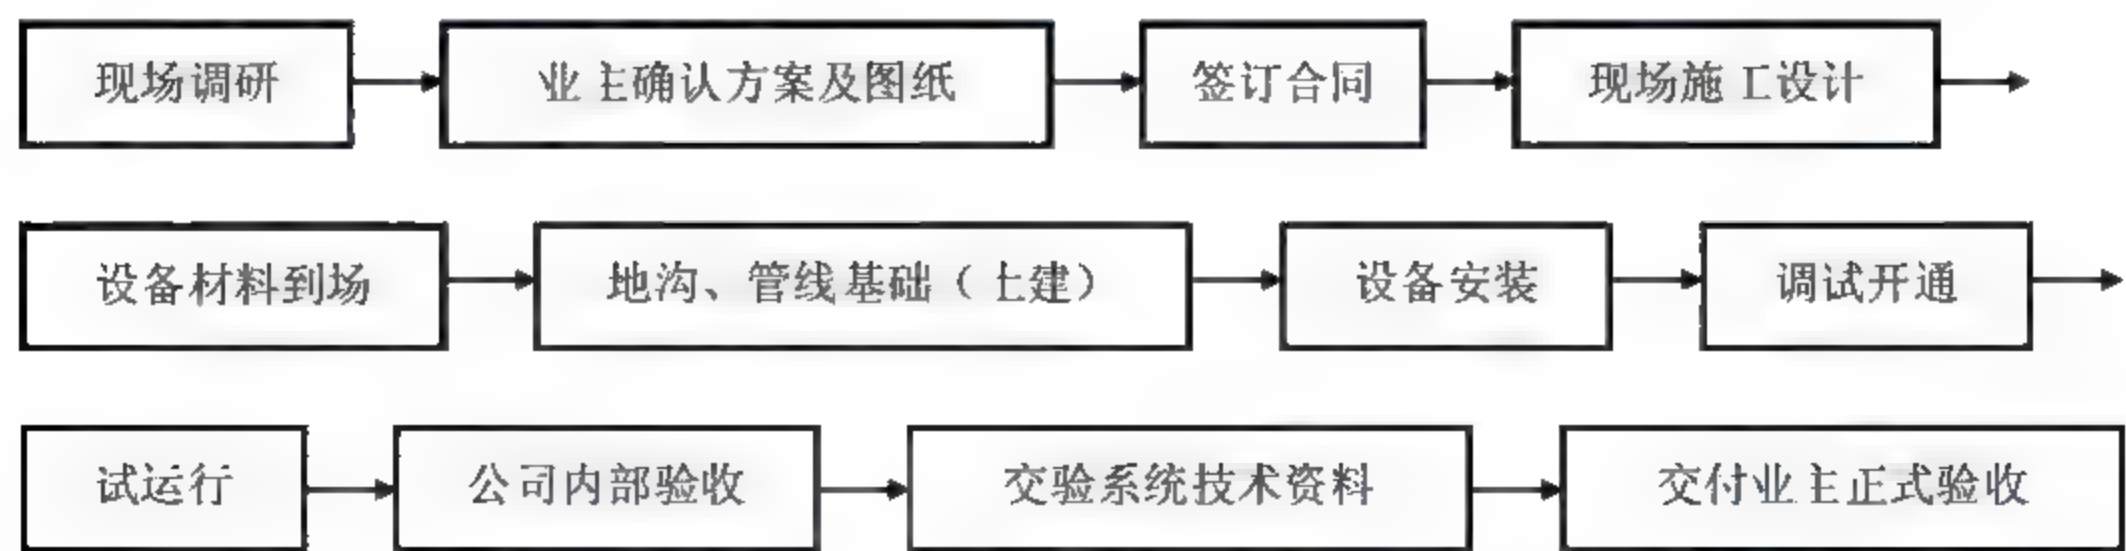 现场调研 业主确认方案及图纸 签订合同 现场施工设计
设备材料到场 地沟、管线基础（土建） 设备安装 调试开通
试运行 公司内部验收 交验系统技术资料 交付业主正式验收